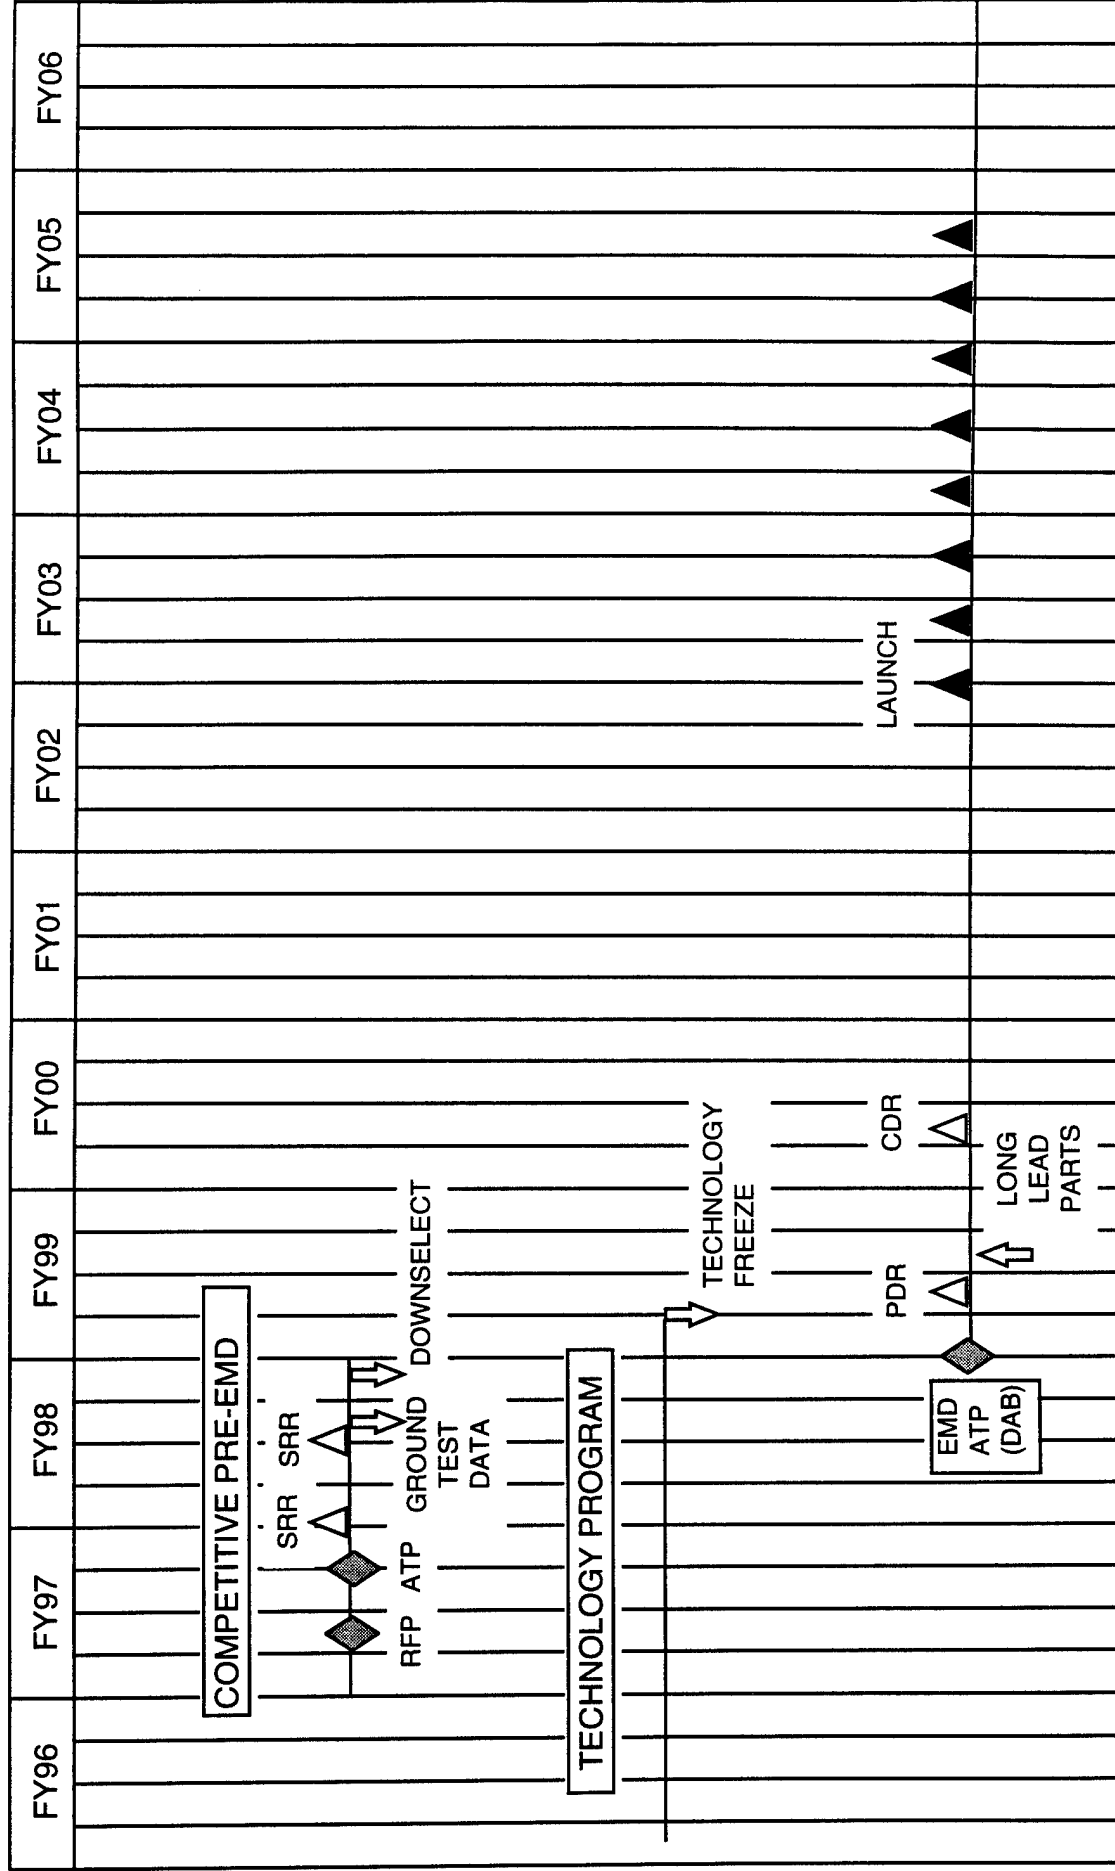 FY96
FY97
FY98
FY99
FY00
FY01
FY02
FY03
FY04
FY05
FY06
COMPETITIVE PRE-EMD
SRR
SRR
RFP
ATP
GROUND
TEST
DATA
DOWNSELECT
TECHNOLOGY PROGRAM
TECHNOLOGY
FREEZE
EMD
ATP
(DAB)
PDR
CDR
LAUNCH
LONG
LEAD
PARTS